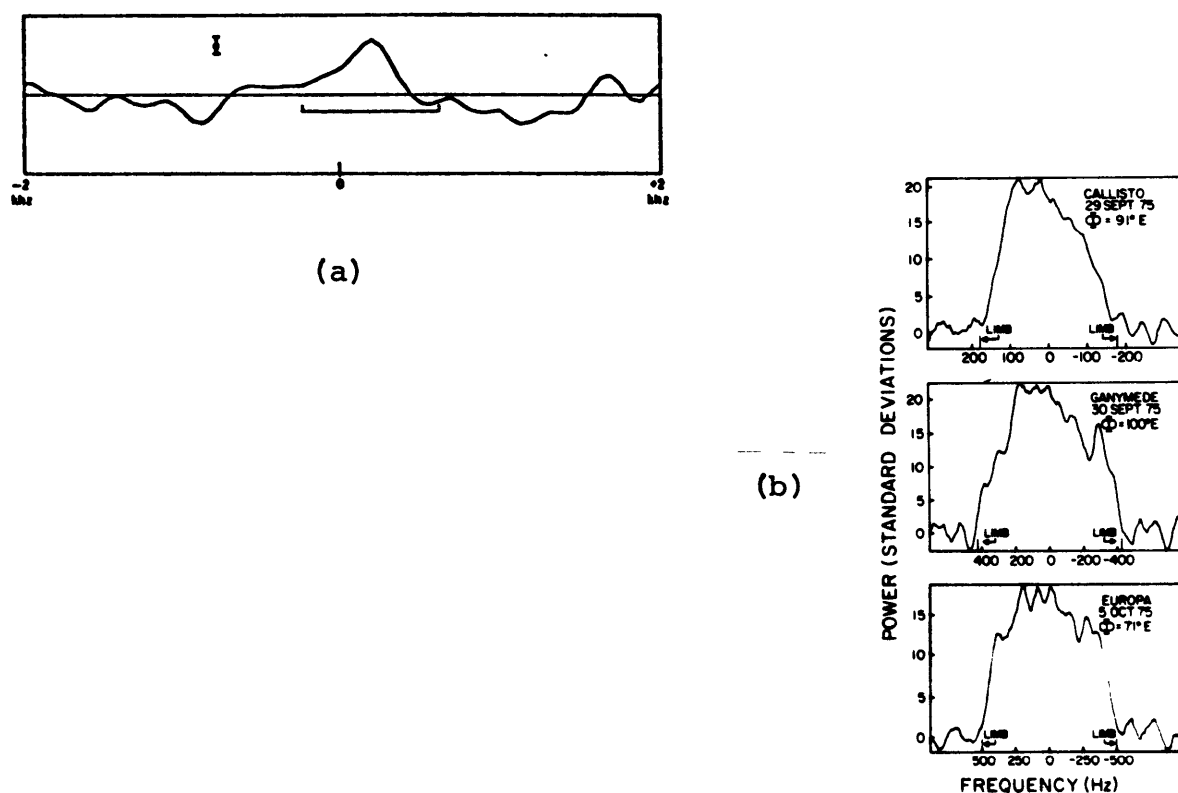 -2
khz
0
+2
khz
(a)
(b)
POWER (STANDARD DEVIATIONS)
20
15
10
5
0
CALLISTO
29 SEPT 75
Φ = 91° E
LIMB
LIMB
200 100 0 -100 -200
20
15
10
5
0
GANYMEDE
30 SEPT 75
Φ = 100° E
LIMB
LIMB
400 200 0 -200 -400
15
10
5
0
EUROPA
5 OCT 75
Φ = 71° E
LIMB
LIMB
500 250 0 -250 -500
FREQUENCY (Hz)